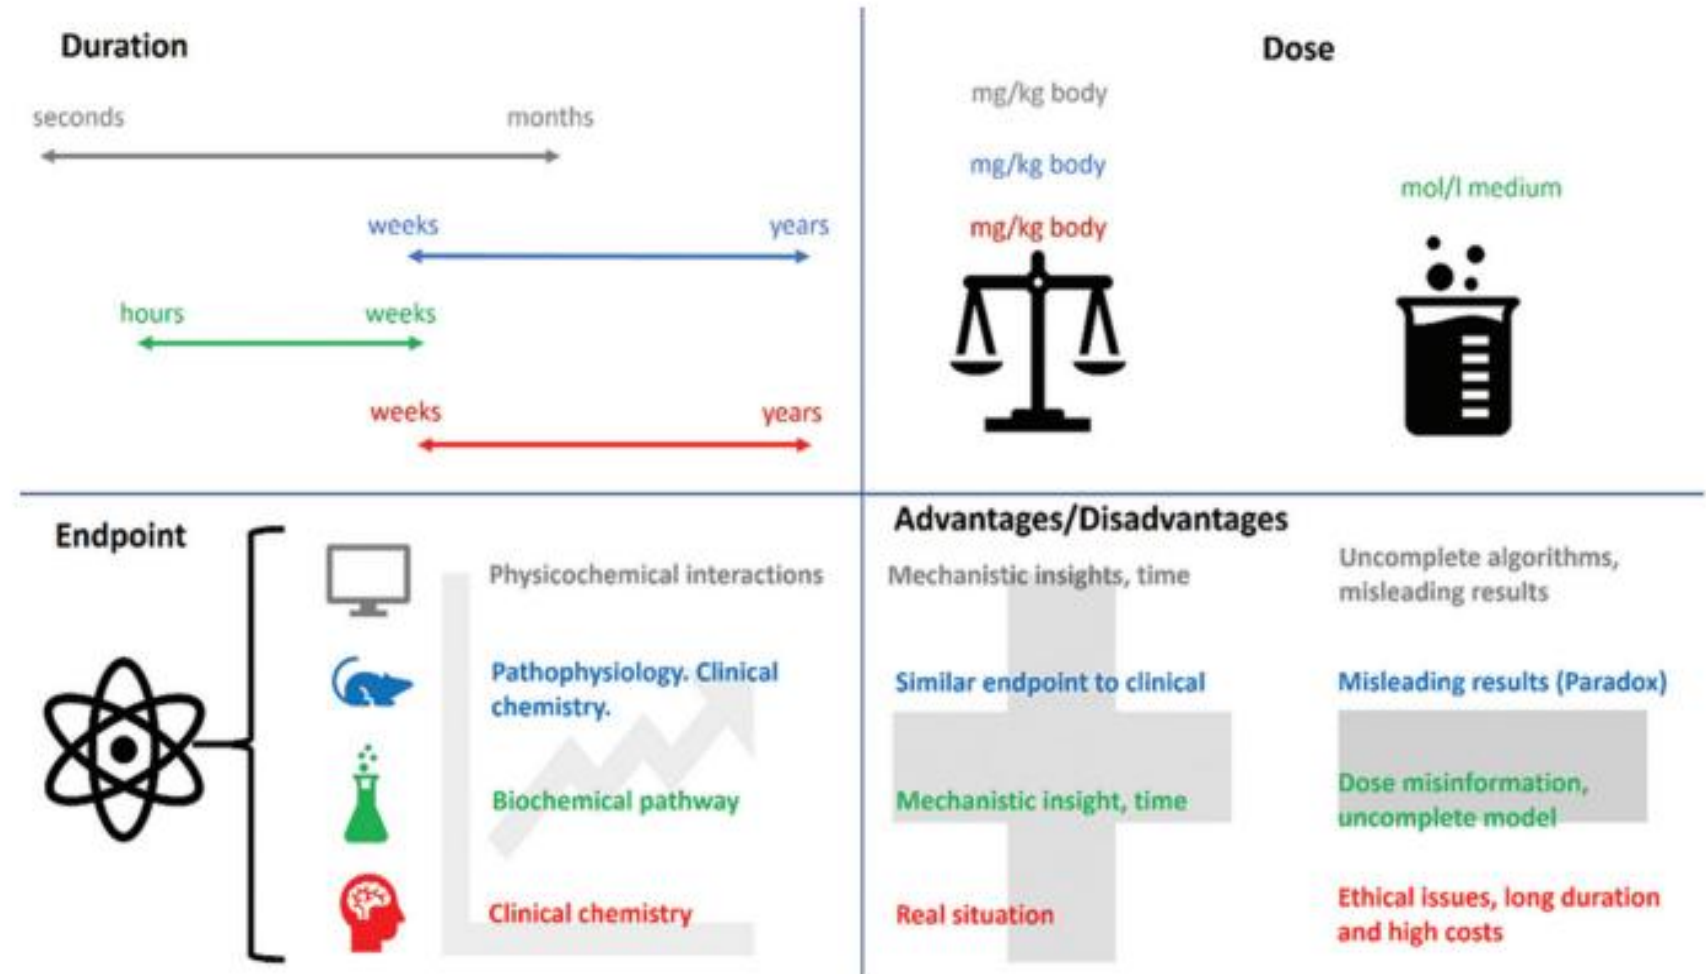 Duration
seconds
months
weeks
years
hours
weeks
weeks
years
Dose
mg/kg body
mg/kg body
mg/kg body
mol/l medium
Endpoint
Physicochemical interactions
Pathophysiology. Clinical
chemistry.
Biochemical pathway
Clinical chemistry
Advantages/Disadvantages
Mechanistic insights, time
Uncomplete algorithms,
misleading results
Similar endpoint to clinical
Misleading results (Paradox)
Mechanistic insight, time
Dose misinformation,
uncomplete model
Real situation
Ethical issues, long duration
and high costs